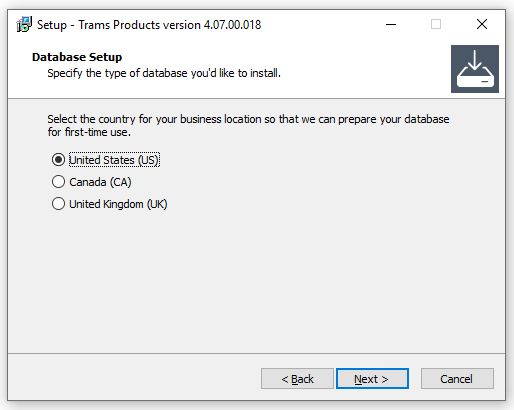 Setup - Trams Products version 4.07.00.018
Database Setup
Specify the type of database you'd like to install.
Select the country for your business location so that we can prepare your database
for first-time use.
United States (US)
Canada (CA)
United Kingdom (UK)
< Back
Next >
Cancel